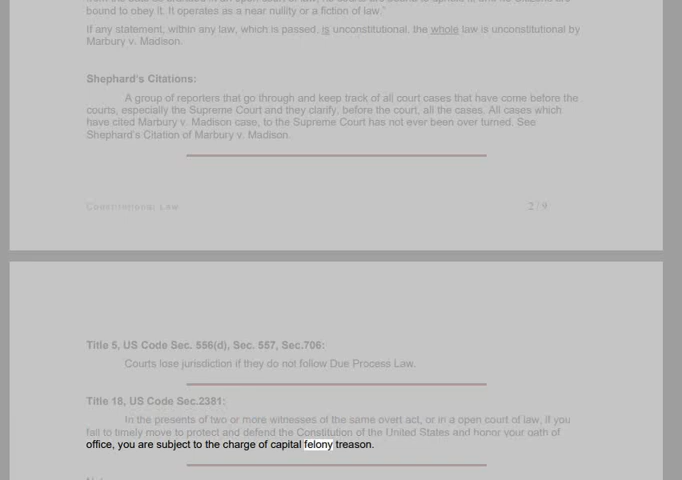 bound to obey it. It operates as a near nullity or a fiction of law."
If any statement, within any law, which is passed, is unconstitutional, the whole law is unconstitutional by
Marbury v. Madison.
Shephard's Citations:
A group of reporters that go through and keep track of all court cases that have come before the
courts, especially the Supreme Court and they clarify, before the court, all the cases. All cases which
have cited Marbury v. Madison case, to the Supreme Court has not ever been over turned. See
Shephard's Citation of Marbury v. Madison.
Constitutional Law 2 / 9
Title 5, US Code Sec. 556(d), Sec. 557, Sec.706:
Courts lose jurisdiction if they do not follow Due Process Law.
Title 18, US Code Sec.2381:
In the presents of two or more witnesses of the same overt act, or in a open court of law, if you
fail to timely move to protect and defend the Constitution of the United States and honor your oath of
office, you are subject to the charge of capital felony treason.